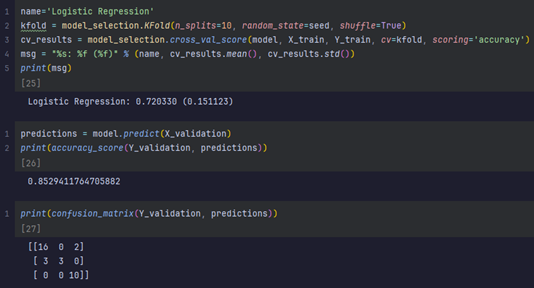 1 name='Logistic Regression'
2 kfold = model_selection.KFold(n_splits=10, random_state=seed, shuffle=True)
3 cv_results = model_selection.cross_val_score(model, X_train, Y_train, cv=kfold, scoring='accuracy')
4 msg = "%s: %f (%f)" % (name, cv_results.mean(), cv_results.std())
5 print(msg)
[25]
Logistic Regression: 0.720330 (0.151123)
1 predictions = model.predict(X_validation)
2 print(accuracy_score(Y_validation, predictions))
[26]
0.8529411764705882
1 print(confusion_matrix(Y_validation, predictions))
[27]
[[16  0  2]
 [ 3  3  0]
 [ 0  0 10]]